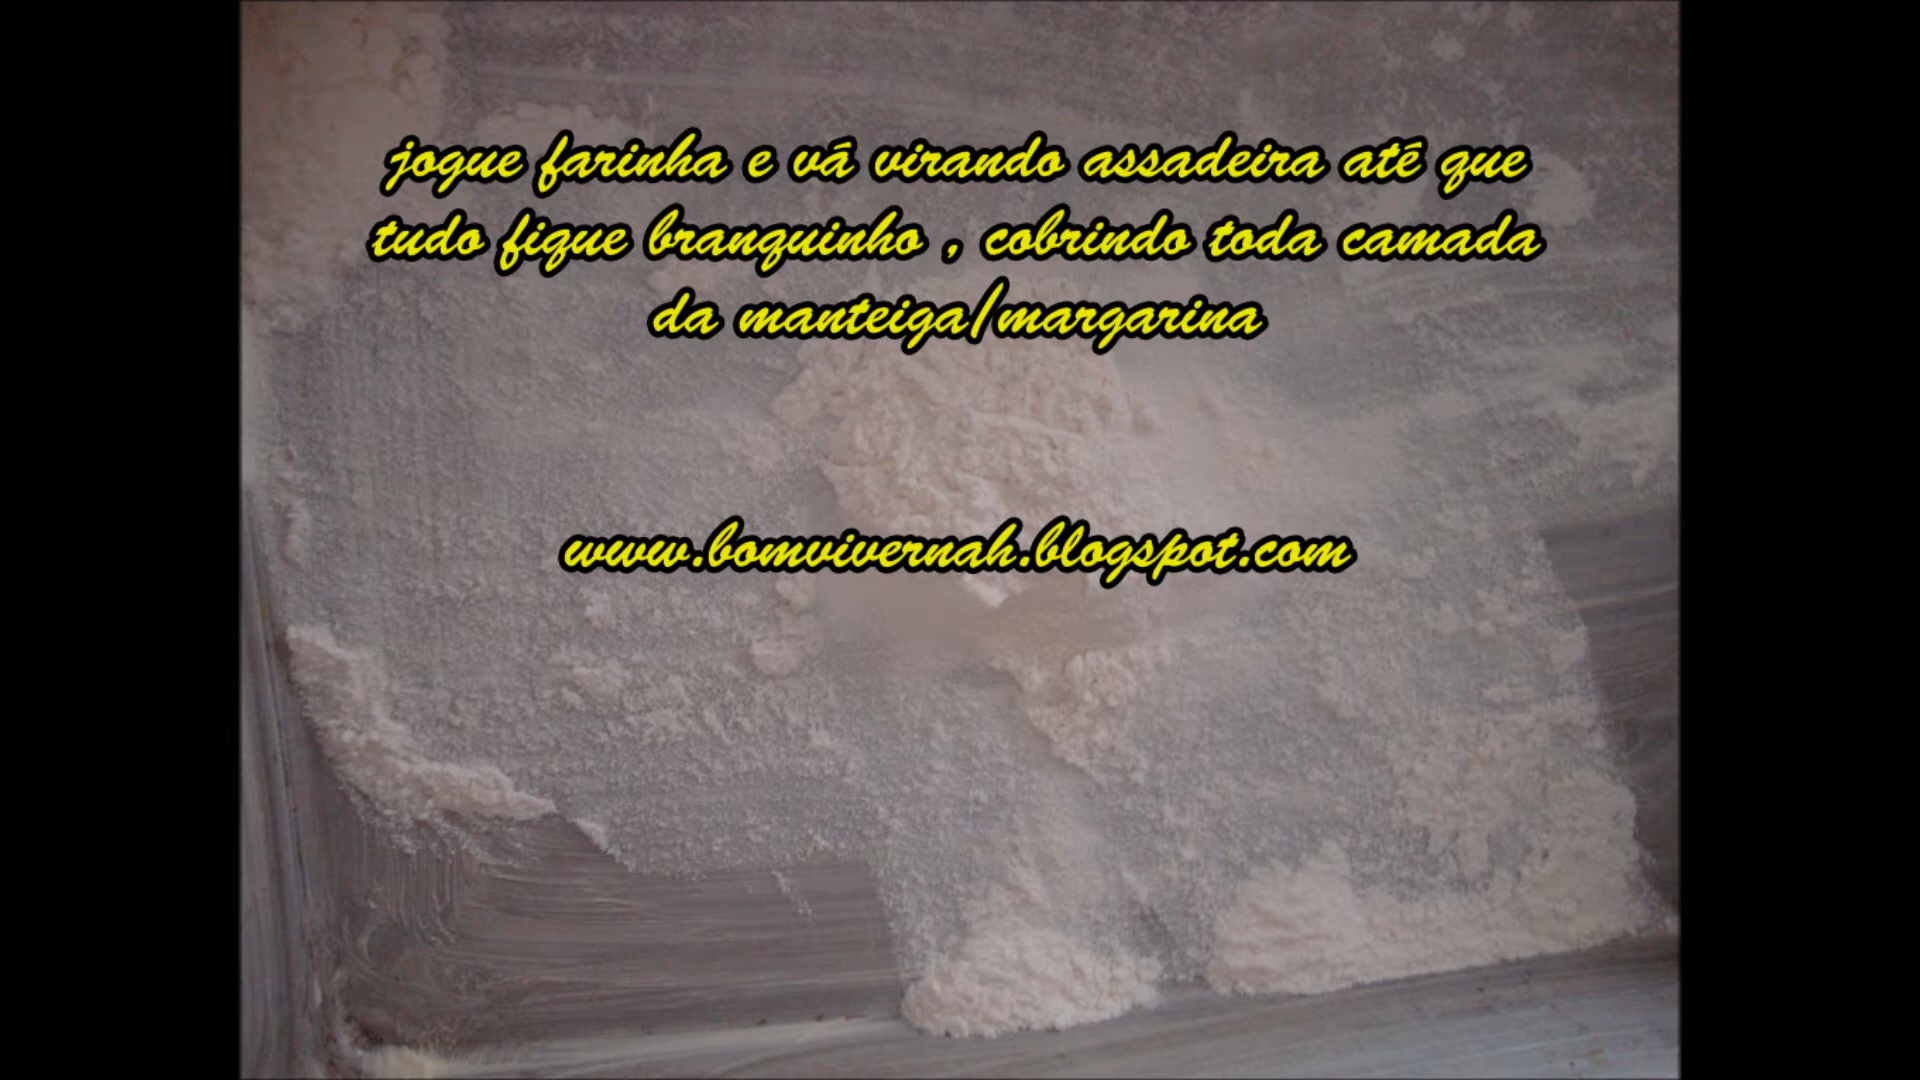 jogue farinha e vá virando assadeira até que
tudo fique branquinho , cobrindo toda camada
da manteiga/margarina
www.bomvivernah.blogspot.com